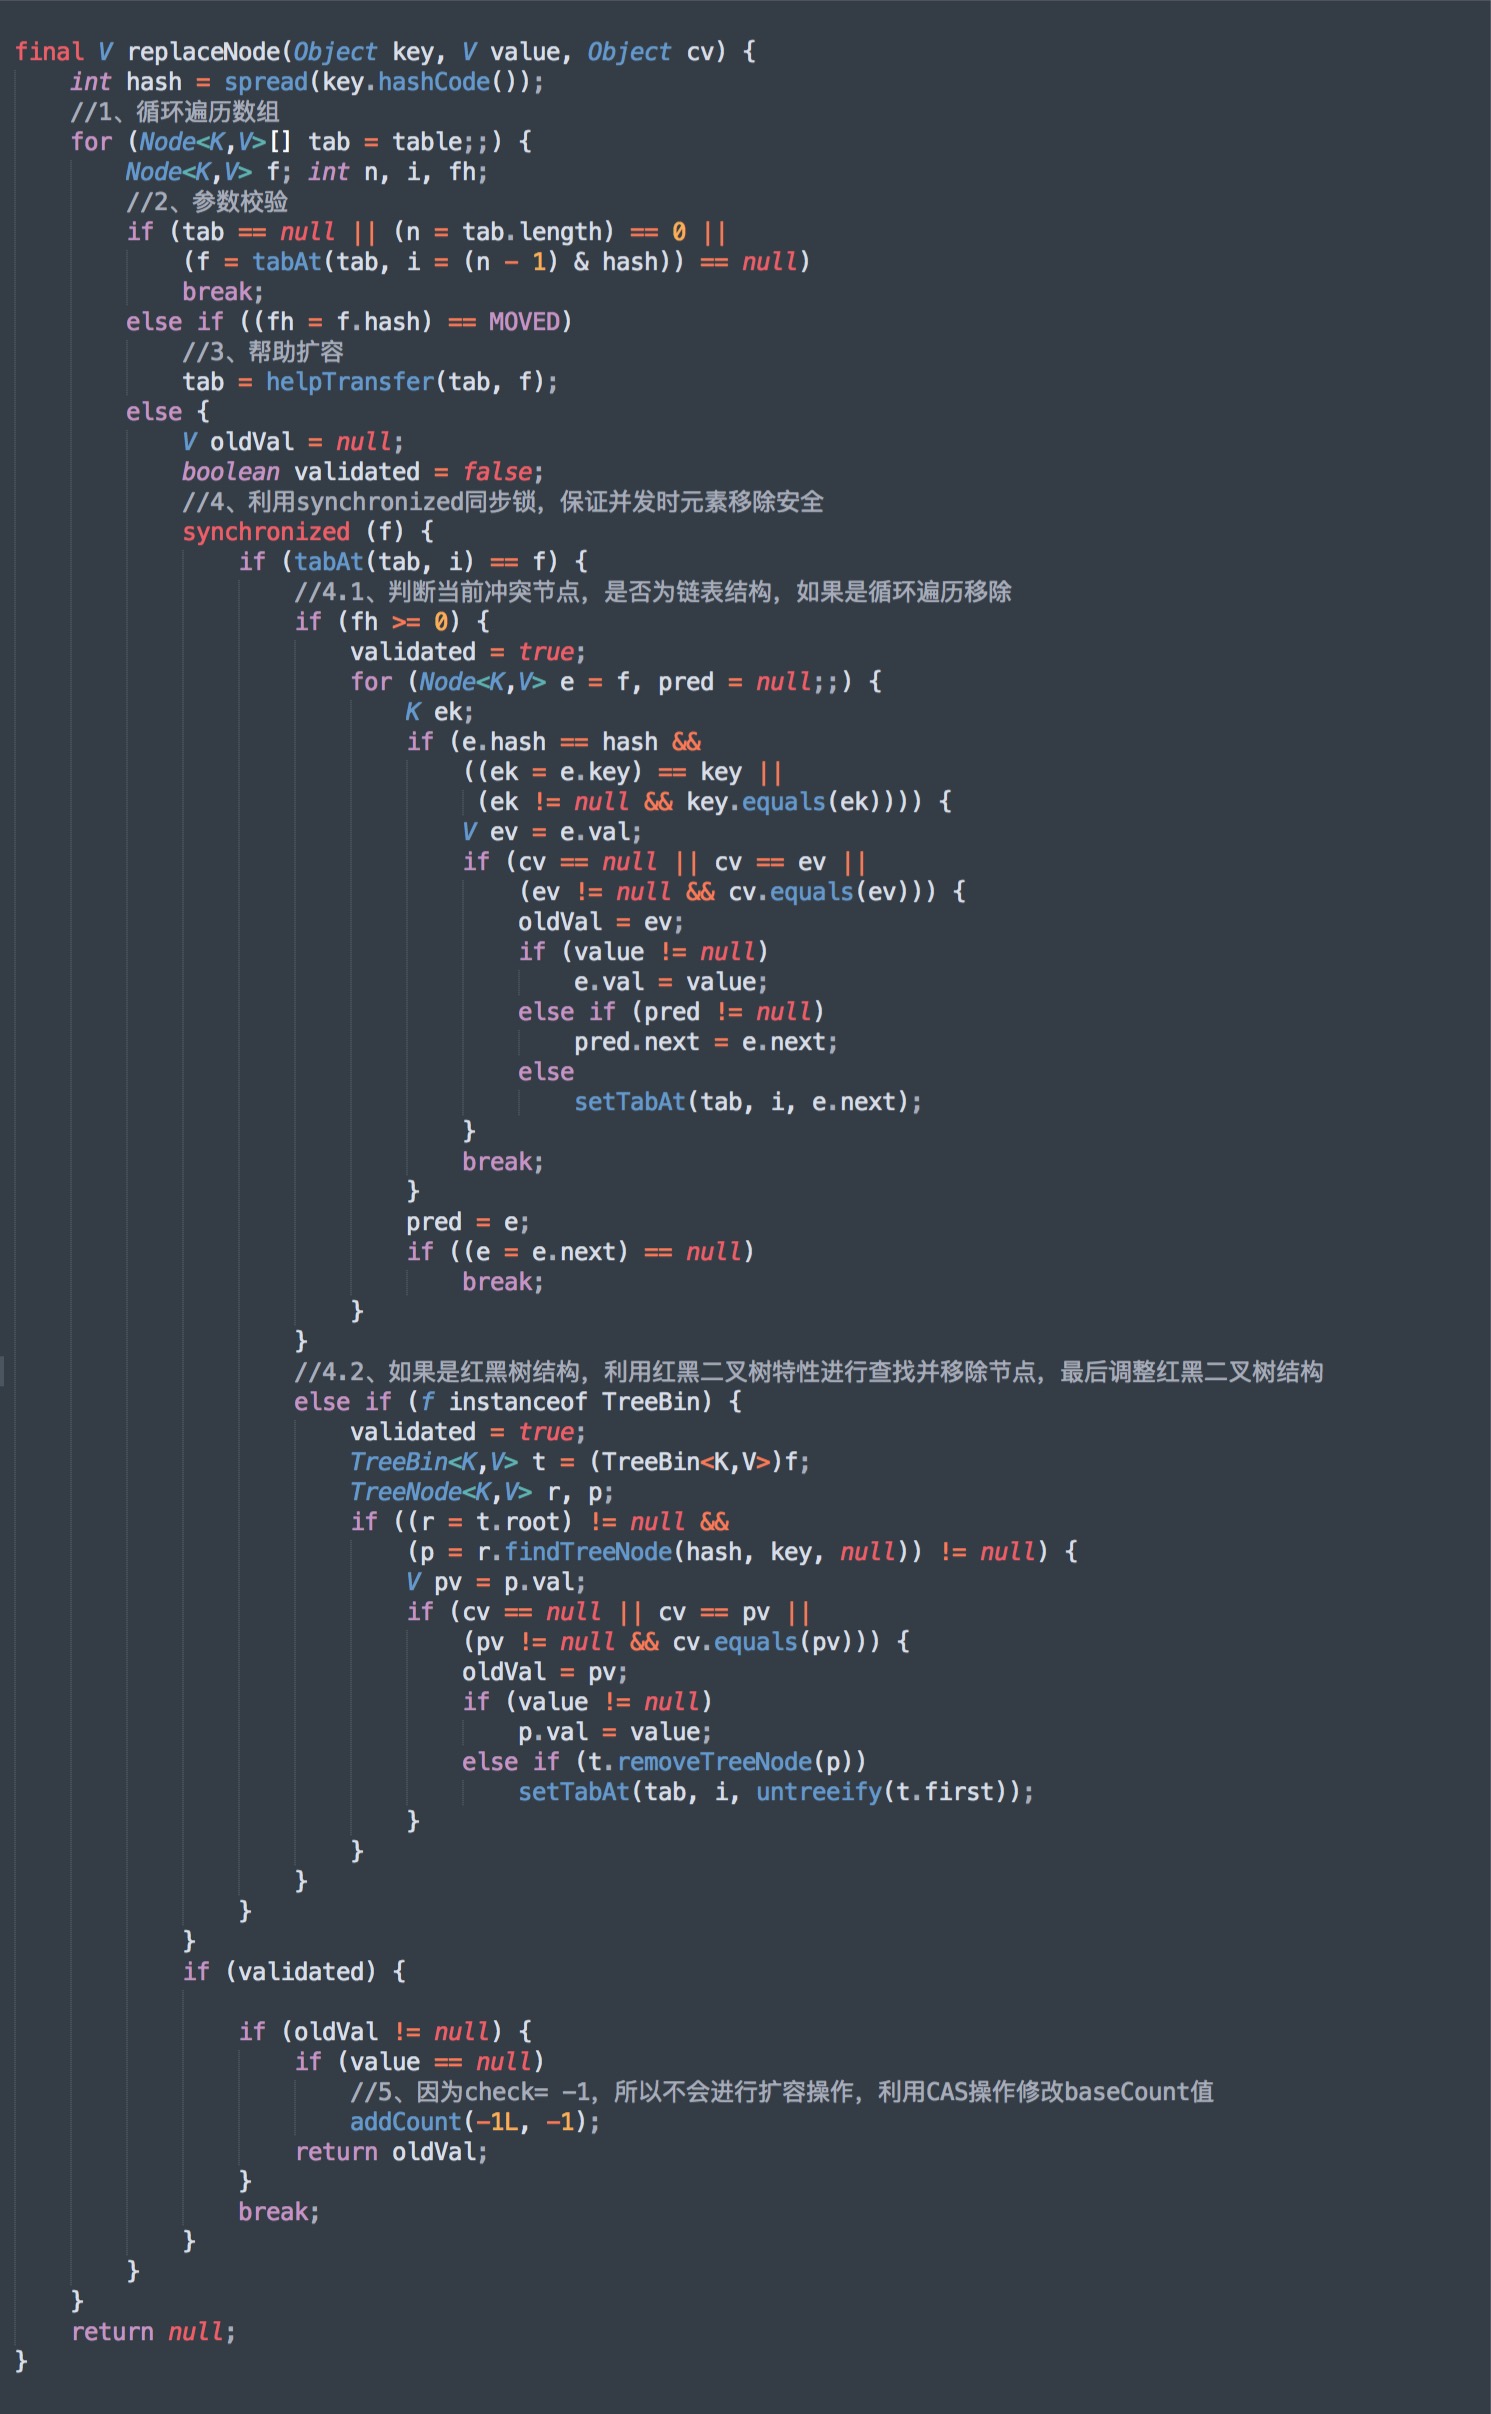 final V replaceNode(Object key, V value, Object cv) {
    int hash = spread(key.hashCode());
    //1、循环遍历数组
    for (Node<K,V>[] tab = table;;) {
        Node<K,V> f; int n, i, fh;
        //2、参数校验
        if (tab == null || (n = tab.length) == 0 ||
            (f = tabAt(tab, i = (n - 1) & hash)) == null)
            break;
        else if ((fh = f.hash) == MOVED)
            //3、帮助扩容
            tab = helpTransfer(tab, f);
        else {
            V oldVal = null;
            boolean validated = false;
            //4、利用synchronized同步锁，保证并发时元素移除安全
            synchronized (f) {
                if (tabAt(tab, i) == f) {
                    //4.1、判断当前冲突节点，是否为链表结构，如果是循环遍历移除
                    if (fh >= 0) {
                        validated = true;
                        for (Node<K,V> e = f, pred = null;;) {
                            K ek;
                            if (e.hash == hash &&
                                ((ek = e.key) == key ||
                                 (ek != null && key.equals(ek)))) {
                                V ev = e.val;
                                if (cv == null || cv == ev ||
                                    (ev != null && cv.equals(ev))) {
                                    oldVal = ev;
                                    if (value != null)
                                        e.val = value;
                                    else if (pred != null)
                                        pred.next = e.next;
                                    else
                                        setTabAt(tab, i, e.next);
                                }
                                break;
                            }
                            pred = e;
                            if ((e = e.next) == null)
                                break;
                        }
                    }
                    //4.2、如果是红黑树结构，利用红黑二叉树特性进行查找并移除节点，最后调整红黑二叉树结构
                    else if (f instanceof TreeBin) {
                        validated = true;
                        TreeBin<K,V> t = (TreeBin<K,V>)f;
                        TreeNode<K,V> r, p;
                        if ((r = t.root) != null &&
                            (p = r.findTreeNode(hash, key, null)) != null) {
                            V pv = p.val;
                            if (cv == null || cv == pv ||
                                (pv != null && cv.equals(pv))) {
                                oldVal = pv;
                                if (value != null)
                                    p.val = value;
                                else if (t.removeTreeNode(p))
                                    setTabAt(tab, i, untreeify(t.first));
                            }
                        }
                    }
                }
            }
            if (validated) {

                if (oldVal != null) {
                    if (value == null)
                        //5、因为check= -1，所以不会进行扩容操作，利用CAS操作修改baseCount值
                        addCount(-1L, -1);
                    return oldVal;
                }
                break;
            }
        }
    }
    return null;
}